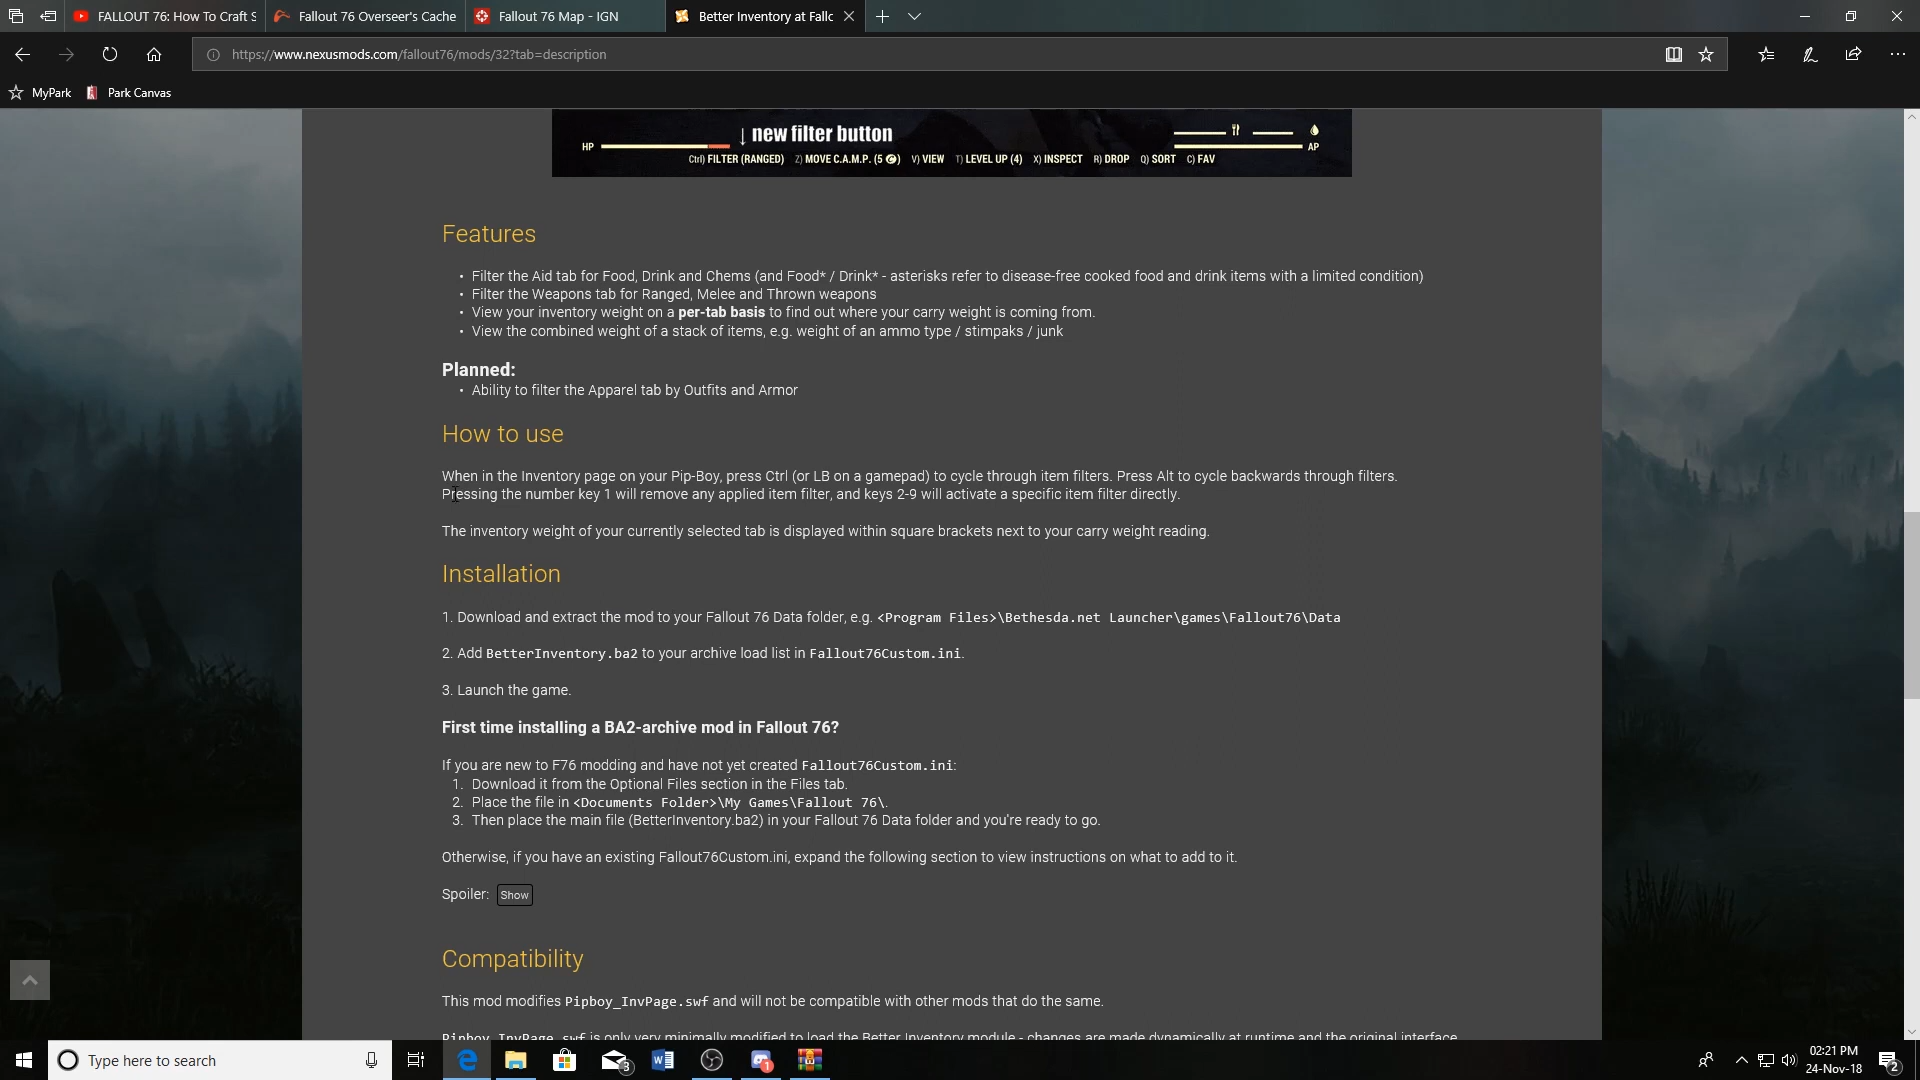 FALLOUT 76: How To Craft S
Fallout 76 Overseer's Cache
Fallout 76 Map - IGN
Better Inventory at Fallo
https://www.nexusmods.com/fallout76/mods/32?tab=description
MyPark
Park Canvas
↓ new filter button
HP
AP
Ctrl) FILTER (RANGED) Z) MOVE C.A.M.P. (5 ) V) VIEW T) LEVEL UP (4) X) INSPECT R) DROP Q) SORT C) FAV
Features
• Filter the Aid tab for Food, Drink and Chems (and Food* / Drink* - asterisks refer to disease-free cooked food and drink items with a limited condition)
• Filter the Weapons tab for Ranged, Melee and Thrown weapons
• View your inventory weight on a per-tab basis to find out where your carry weight is coming from.
• View the combined weight of a stack of items, e.g. weight of an ammo type / stimpaks / junk
Planned:
• Ability to filter the Apparel tab by Outfits and Armor
How to use
When in the Inventory page on your Pip-Boy, press Ctrl (or LB on a gamepad) to cycle through item filters. Press Alt to cycle backwards through filters.
Pressing the number key 1 will remove any applied item filter, and keys 2-9 will activate a specific item filter directly.
The inventory weight of your currently selected tab is displayed within square brackets next to your carry weight reading.
Installation
1. Download and extract the mod to your Fallout 76 Data folder, e.g. <Program Files>\Bethesda.net Launcher\games\Fallout76\Data
2. Add BetterInventory.ba2 to your archive load list in Fallout76Custom.ini.
3. Launch the game.
First time installing a BA2-archive mod in Fallout 76?
If you are new to F76 modding and have not yet created Fallout76Custom.ini:
1. Download it from the Optional Files section in the Files tab.
2. Place the file in <Documents Folder>\My Games\Fallout 76\.
3. Then place the main file (BetterInventory.ba2) in your Fallout 76 Data folder and you're ready to go.
Otherwise, if you have an existing Fallout76Custom.ini, expand the following section to view instructions on what to add to it.
Spoiler: Show
Compatibility
This mod modifies Pipboy_InvPage.swf and will not be compatible with other mods that do the same.
Pipboy_InvPage.swf is only very minimally modified to load the Better Inventory module - changes are made dynamically at runtime and the original interface
Type here to search
3
1
02:21 PM
24-Nov-18
2